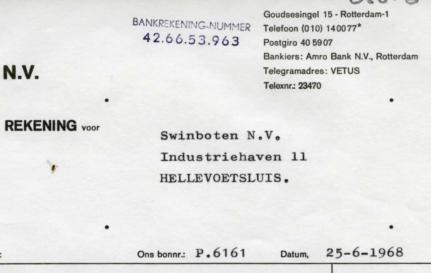 Goudsesingel 15 - Rotterdam-1
BANKREKENING-NUMMER
Telefoon (010) 140077*
42.66.53.963
Postgiro 40 5907
Bankiers: Amro Bank N.V., Rotterdam
Telegramadres: VETUS
N.V.
Telexnr.: 23470
REKENING voor
Swinboten N.V.
Industriehaven 11
HELLEVOETSLUIS.
Ons bonnr.: P.6161 Datum, 25-6-1968